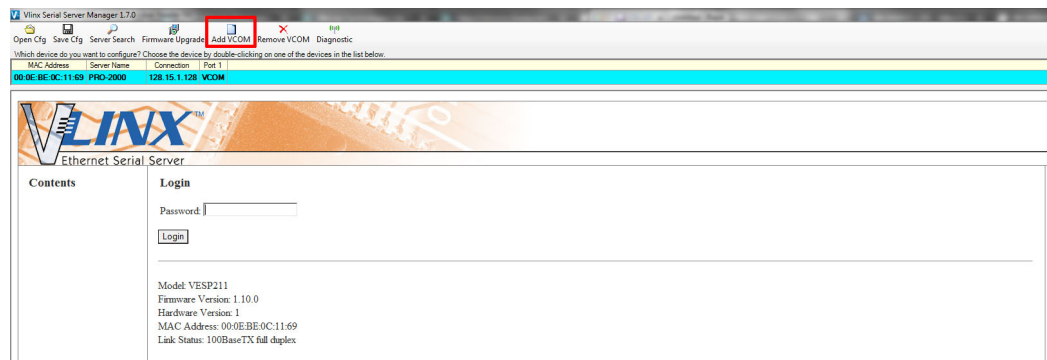 Vlinx Serial Server Manager 1.7.0
Open Cfg Save Cfg Server Search Firmware Upgrade Add VCOM Remove VCOM Diagnostic
Which device do you want to configure? Choose the device by double-clicking on one of the devices in the list below.
MAC Address Server Name Connection Port 1
00:0E:BE:0C:11:69 PRO-2000 128.15.1.128 VCOM
VLINX TM
Ethernet Serial Server
Contents
Login
Password:
Login
Model: VESP211
Firmware Version: 1.10.0
Hardware Version: 1
MAC Address: 00:0E:BE:0C:11:69
Link Status: 100BaseTX full duplex